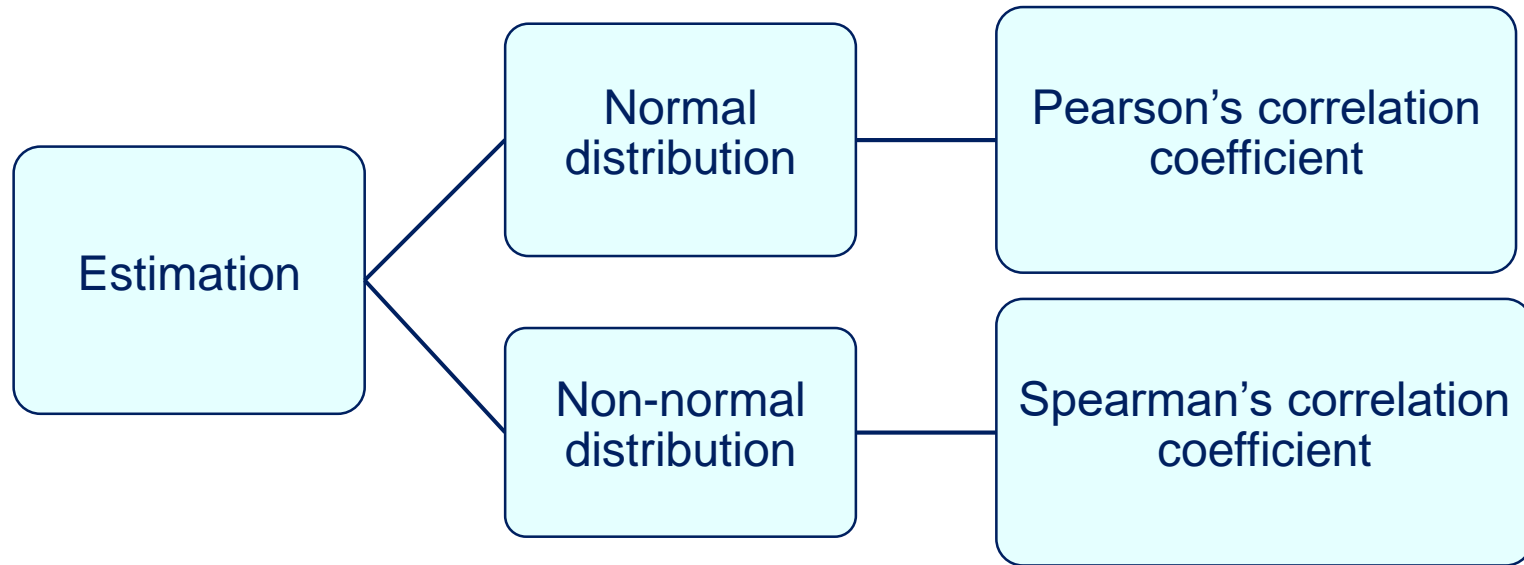 Estimation
Normal
distribution
Pearson’s correlation
coefficient
Non-normal
distribution
Spearman’s correlation
coefficient